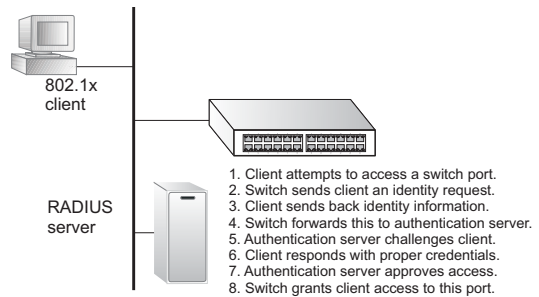 802.1x
client
1. Client attempts to access a switch port.
2. Switch sends client an identity request.
3. Client sends back identity information.
4. Switch forwards this to authentication server.
5. Authentication server challenges client.
6. Client responds with proper credentials.
7. Authentication server approves access.
8. Switch grants client access to this port.
RADIUS
server